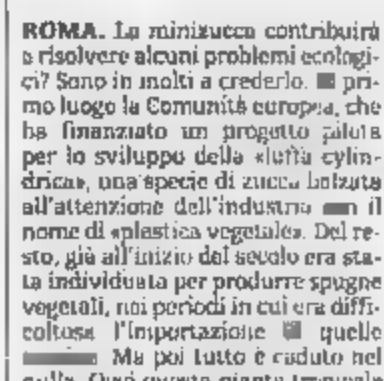 ROMA. La minizucca contribuirà
a risolvere alcuni problemi ecologi-
ci? Sono in molti a crederlo. pri-
mo luogo la Comunità europea, che
ha finanziato un progetto pilota
per lo sviluppo della «luffa cylin-
drica», una specie di zucca balzata
all'attenzione dell'industria il
nome di «plastica vegetale». Del re-
sto, già all'inizio del secolo era sta-
ta individuata per produrre spugne
vegetali, nei periodi in cui era diffi-
coltosa l'importazione quelle
Ma poi tutto è caduto nel
nulla. Oggi questa pianta